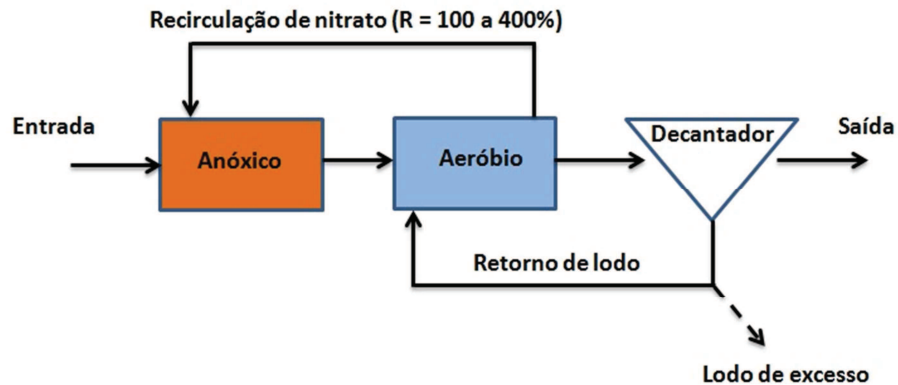 Recirculação de nitrato (R = 100 a 400%)
Entrada
Anóxico
Aeróbio
Decantador
Saída
Retorno de lodo
Lodo de excesso